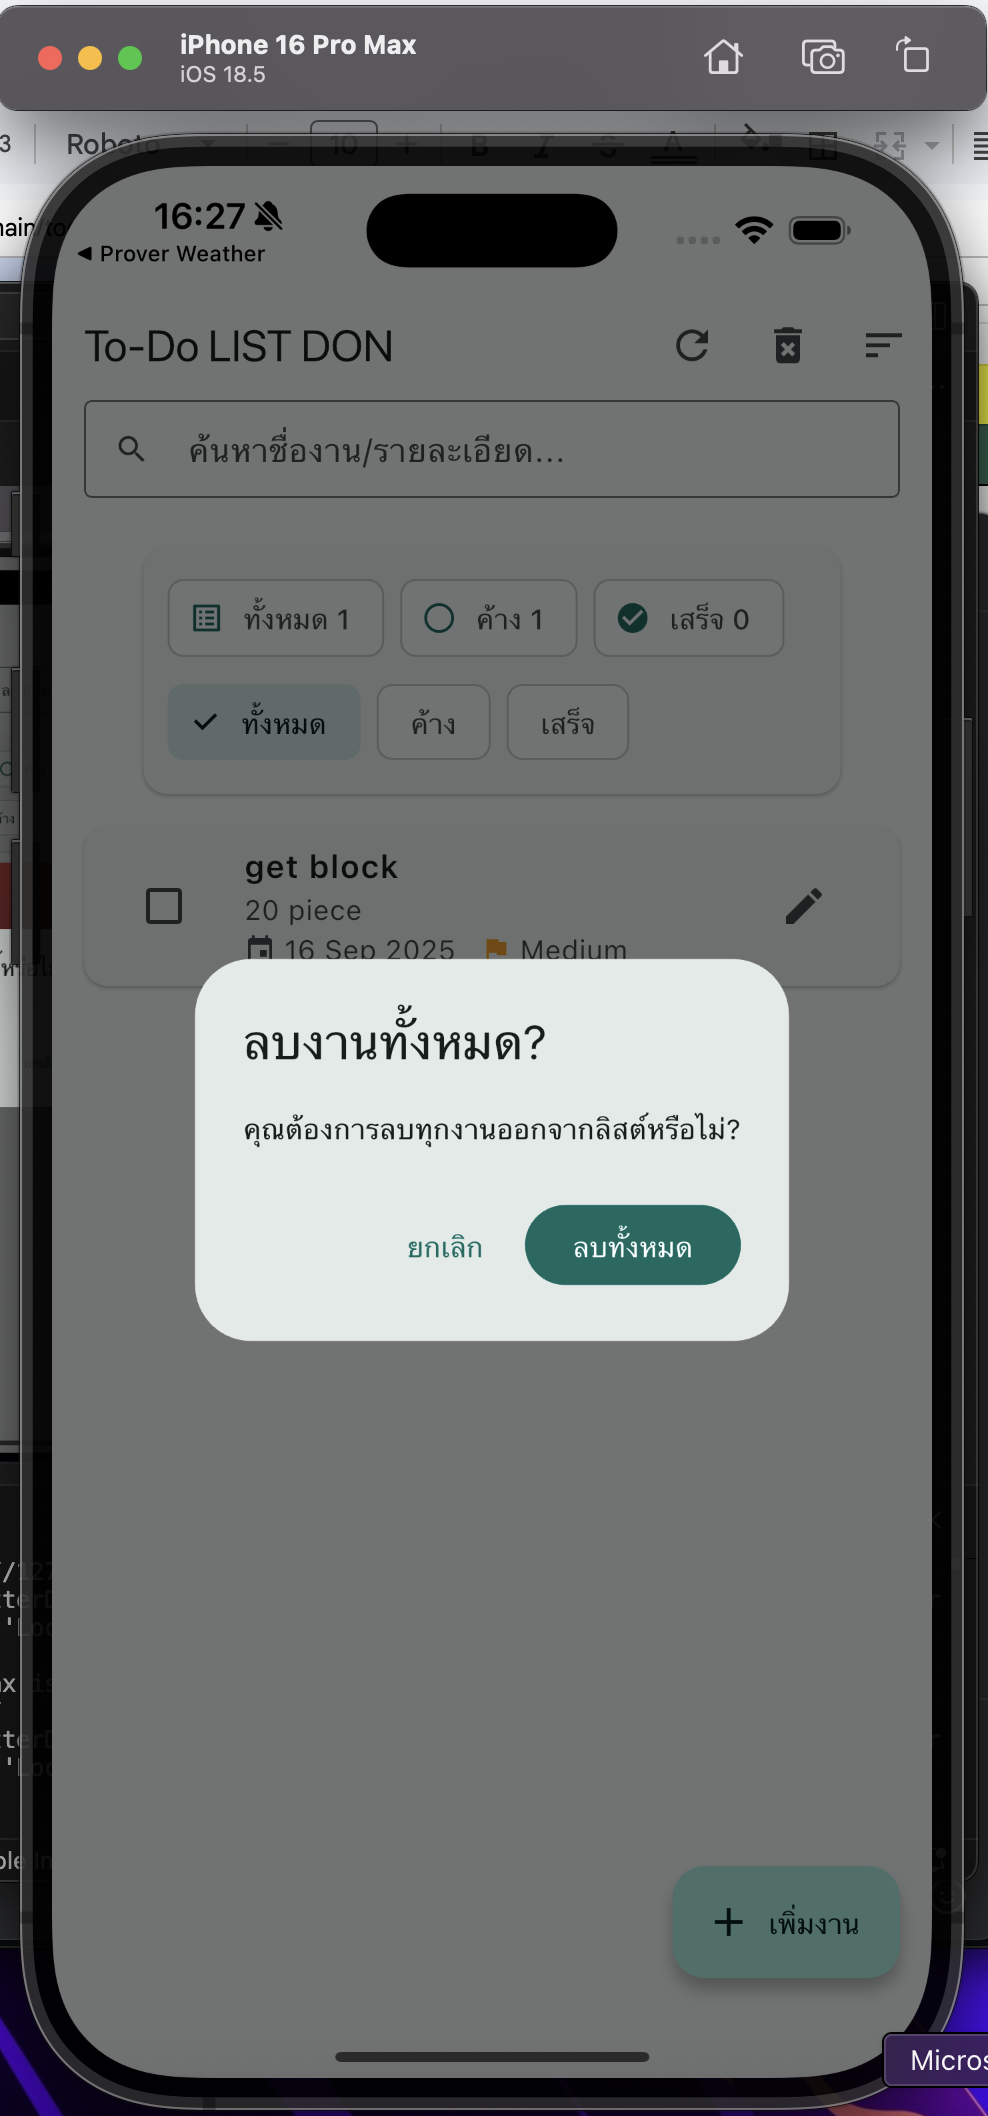 iPhone 16 Pro Max
iOS 18.5
Roboto
10
16:27
◀ Prover Weather
To-Do LIST DON
ค้นหาชื่องาน/รายละเอียด...
ทั้งหมด 1
ค้าง 1
เสร็จ 0
ทั้งหมด
ค้าง
เสร็จ
get block
20 piece
16 Sep 2025
Medium
ลบงานทั้งหมด?
คุณต้องการลบทุกงานออกจากลิสต์หรือไม่?
ยกเลิก
ลบทั้งหมด
เพิ่มงาน